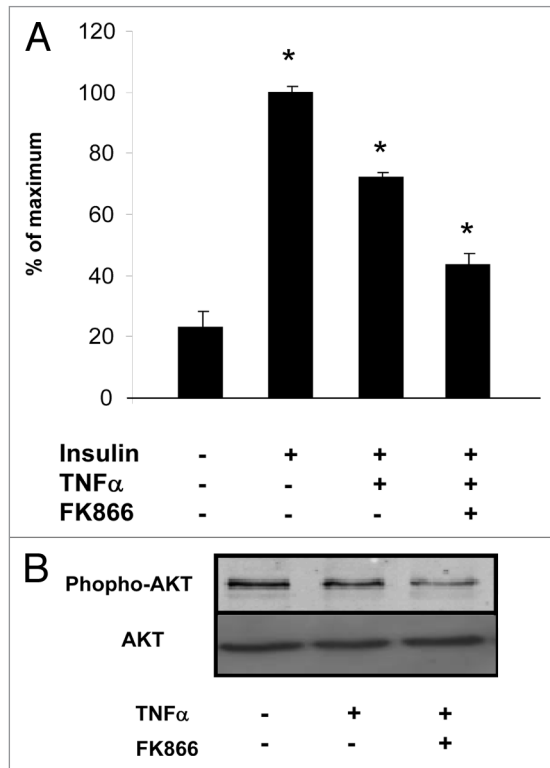 A
120
100
80
60
40
20
0
% of maximum
*
*
*
Insulin - + + +
TNFα - - + +
FK866 - - - +
B
Phopho-AKT
AKT
TNFα - + +
FK866 - - +